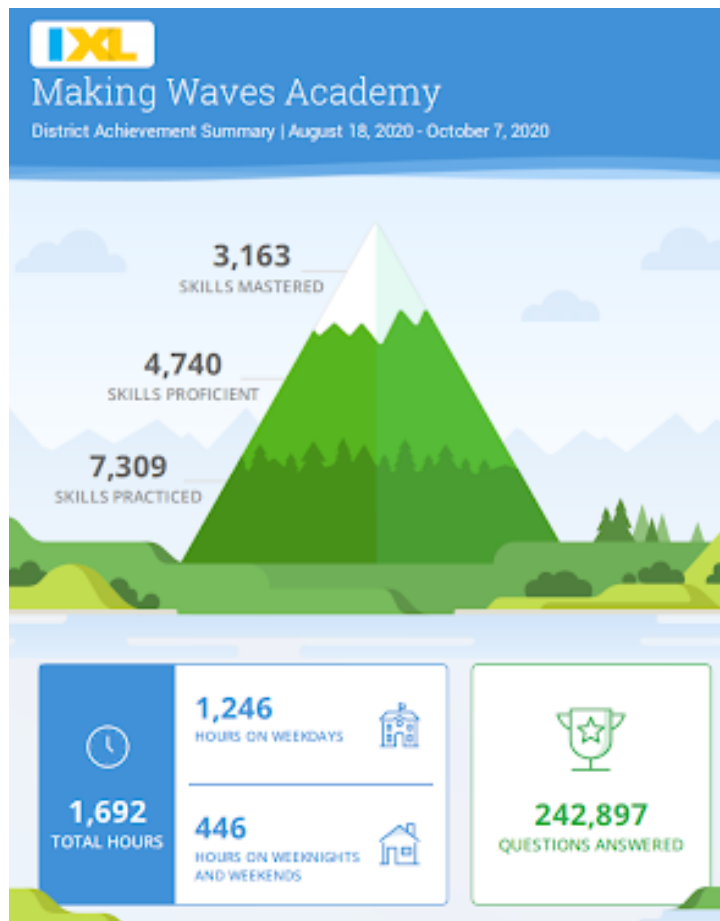 IXL
Making Waves Academy
District Achievement Summary | August 18, 2020 - October 7, 2020
3,163
SKILLS MASTERED
4,740
SKILLS PROFICIENT
7,309
SKILLS PRACTICED
1,692
TOTAL HOURS
1,246
HOURS ON WEEKDAYS
446
HOURS ON WEEKNIGHTS
AND WEEKENDS
242,897
QUESTIONS ANSWERED